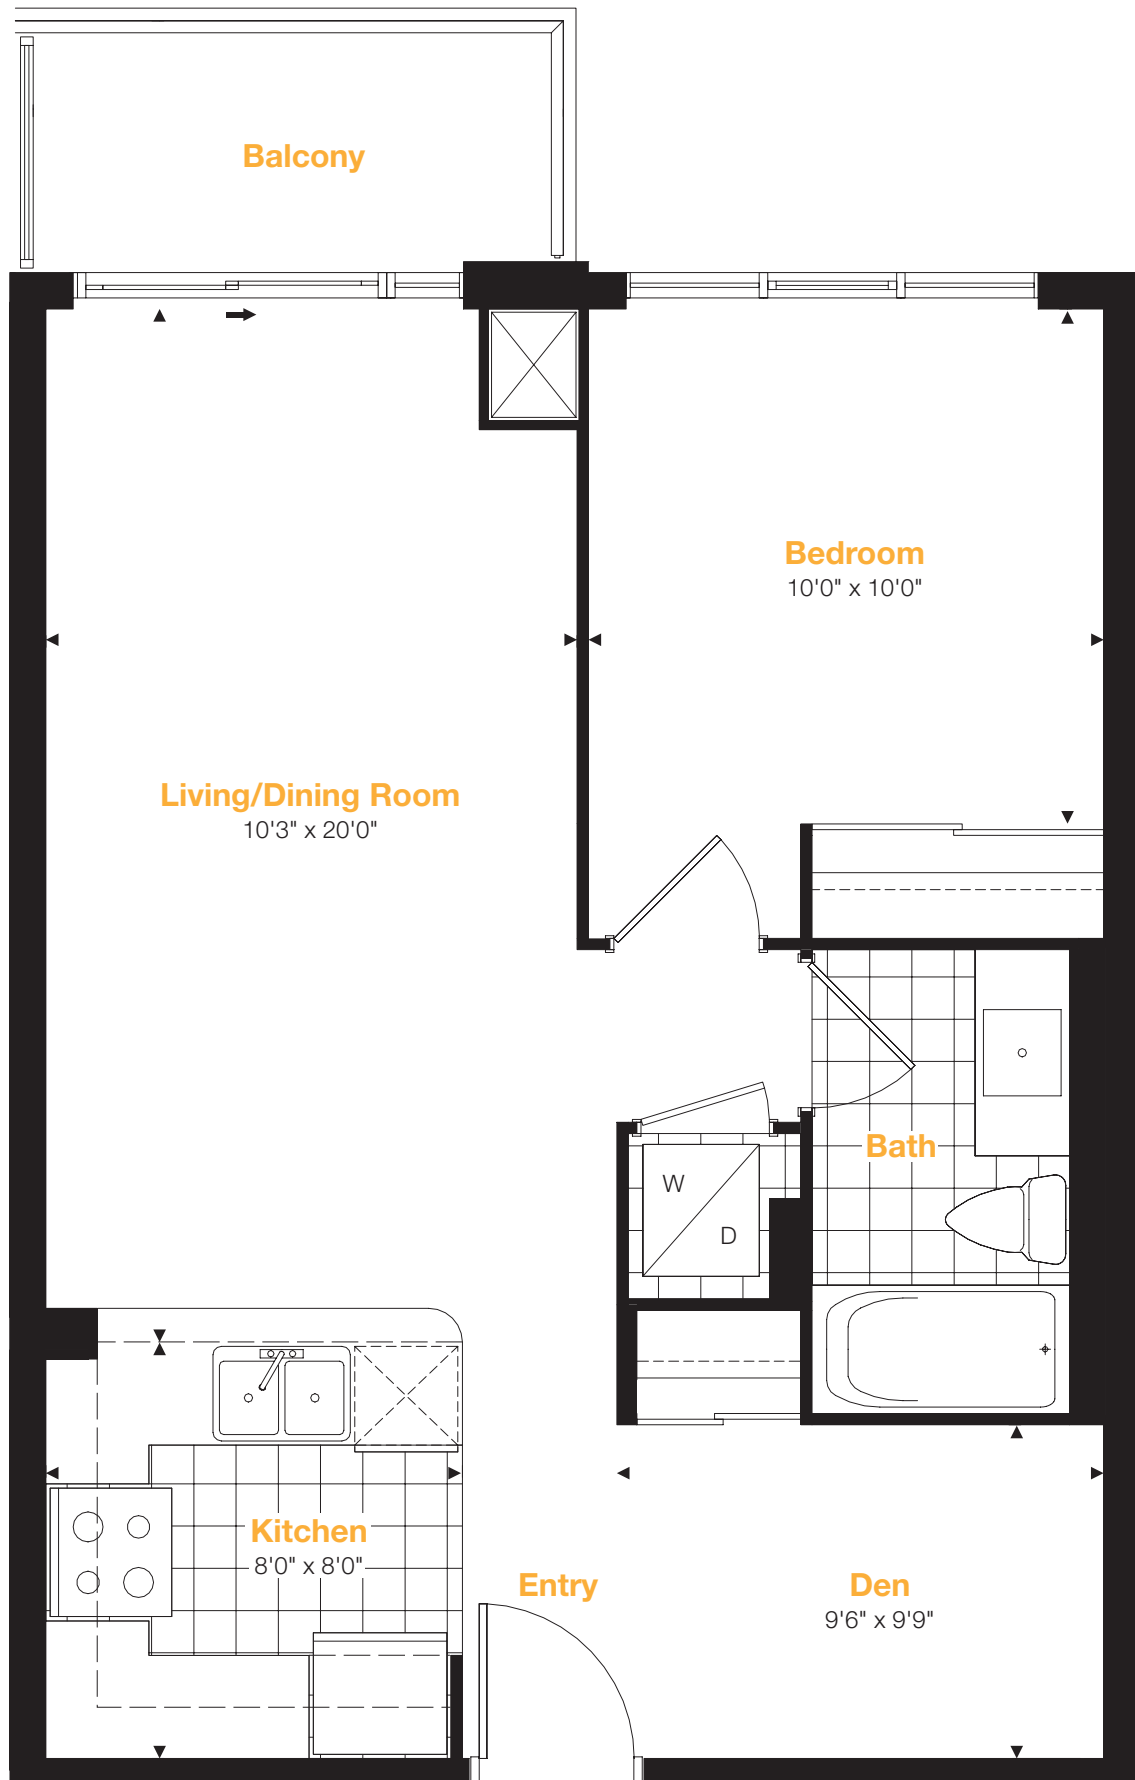 Balcony
Bedroom
10'0" x 10'0"
Living/Dining Room
10'3" x 20'0"
Bath
W
D
Kitchen
8'0" x 8'0"
Entry
Den
9'6" x 9'9"